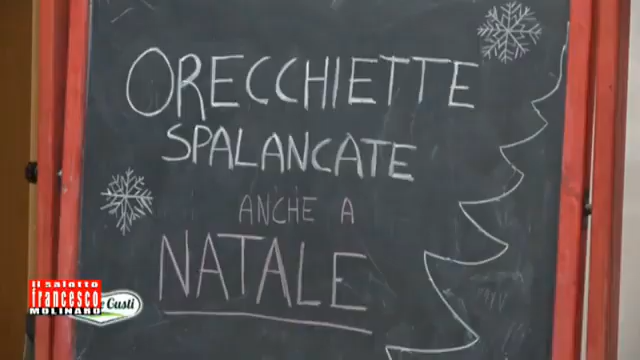 ORECCHIETTE
SPALANCATE
ANCHE A
NATALE
il salotto
francesco
MOLINARO
Gusti